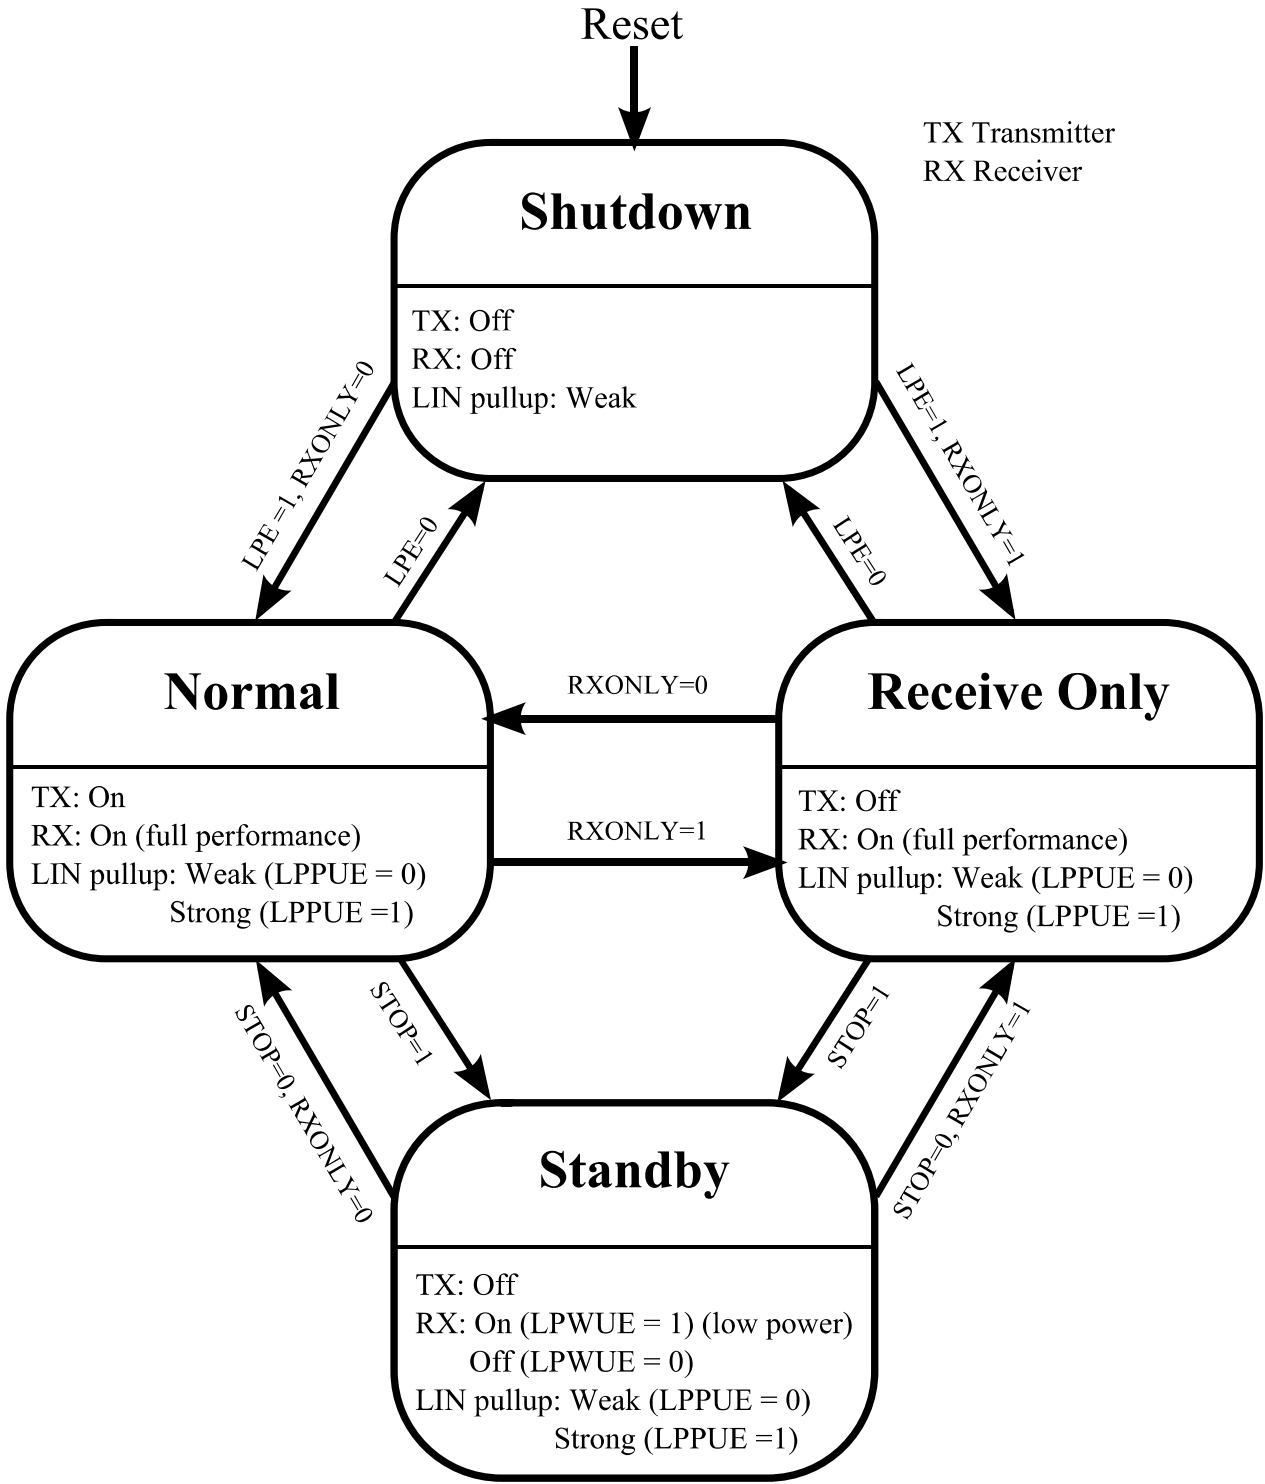 Reset
TX Transmitter
RX Receiver
Shutdown
TX: Off
RX: Off
LIN pullup: Weak
LPE =1, RXONLY=0
LPE=0
LPE=0
LPE=1, RXONLY=1
Normal
TX: On
RX: On (full performance)
LIN pullup: Weak (LPPUE = 0)
Strong (LPPUE =1)
RXONLY=0
RXONLY=1
Receive Only
TX: Off
RX: On (full performance)
LIN pullup: Weak (LPPUE = 0)
Strong (LPPUE =1)
STOP=0, RXONLY=0
STOP=1
STOP=1
STOP=0, RXONLY=1
Standby
TX: Off
RX: On (LPWUE = 1) (low power)
Off (LPWUE = 0)
LIN pullup: Weak (LPPUE = 0)
Strong (LPPUE =1)